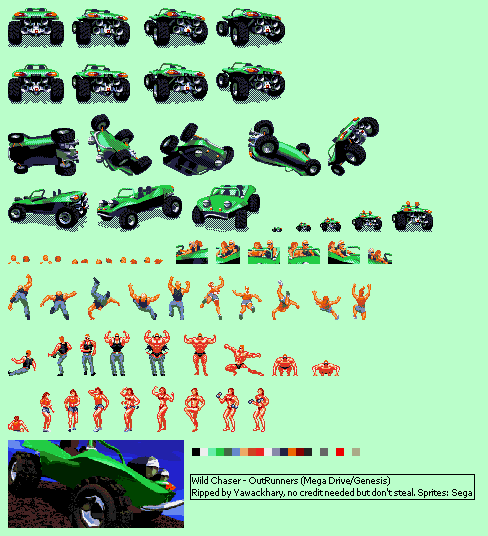 Wild Chaser - OutRunners (Mega Drive/Genesis)
Ripped by Yawackhary, no credit needed but don't steal. Sprites: Sega